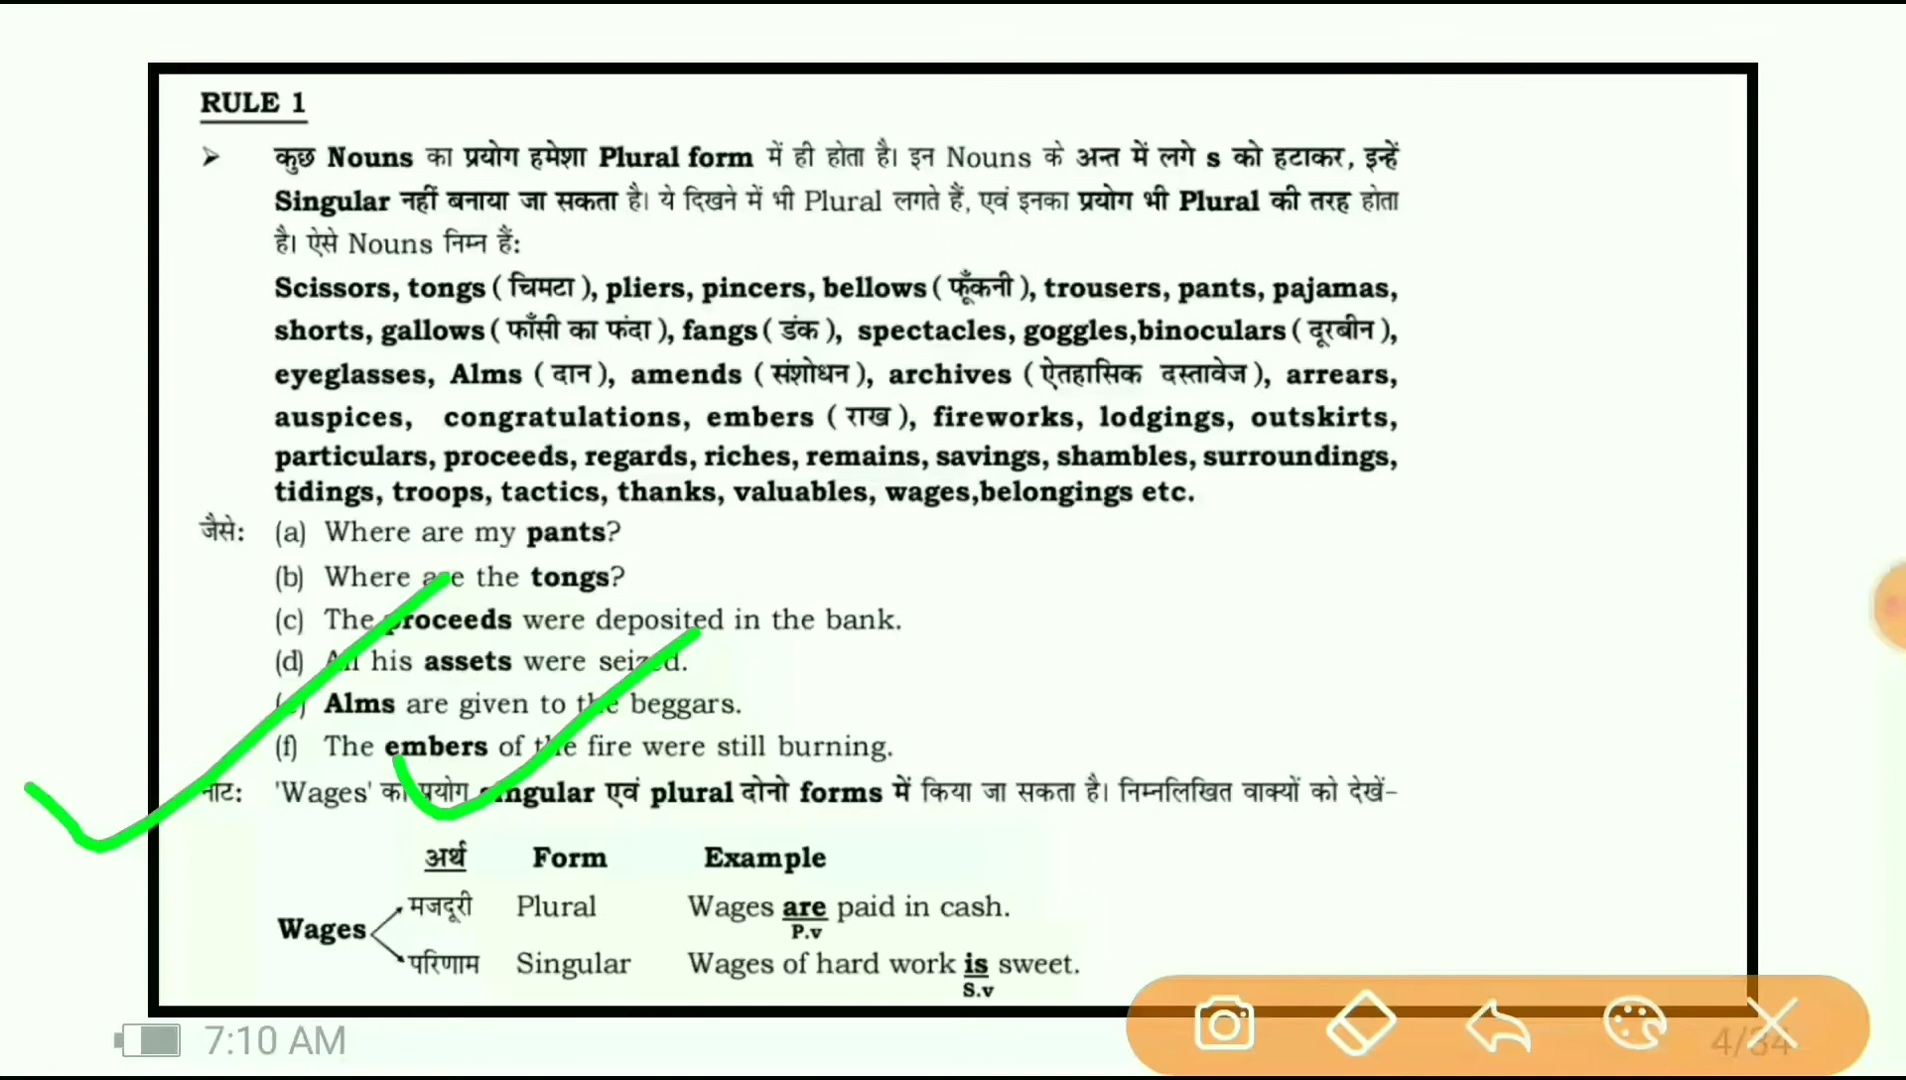 RULE 1
➤ कुछ Nouns का प्रयोग हमेशा Plural form में ही होता है। इन Nouns के अन्त में लगे s को हटाकर, इन्हें
Singular नहीं बनाया जा सकता है। ये दिखने में भी Plural लगते हैं, एवं इनका प्रयोग भी Plural की तरह होता
है। ऐसे Nouns निम्न हैं:
Scissors, tongs ( चिमटा ), pliers, pincers, bellows ( फूँकनी ), trousers, pants, pajamas,
shorts, gallows ( फाँसी का फंदा ), fangs ( डंक ), spectacles, goggles,binoculars ( दूरबीन ),
eyeglasses, Alms ( दान ), amends ( संशोधन ), archives ( ऐतहासिक दस्तावेज ), arrears,
auspices, congratulations, embers ( राख ), fireworks, lodgings, outskirts,
particulars, proceeds, regards, riches, remains, savings, shambles, surroundings,
tidings, troops, tactics, thanks, valuables, wages,belongings etc.
जैसे: (a) Where are my pants?
(b) Where are the tongs?
(c) The proceeds were deposited in the bank.
(d) All his assets were seized.
(e) Alms are given to the beggars.
(f) The embers of the fire were still burning.
नोट: 'Wages' का प्रयोग singular एवं plural दोनो forms में किया जा सकता है। निम्नलिखित वाक्यों को देखें-
अर्थ Form Example
मजदूरी Plural Wages are paid in cash.
P.v
Wages
परिणाम Singular Wages of hard work is sweet.
S.v
7:10 AM 4/34